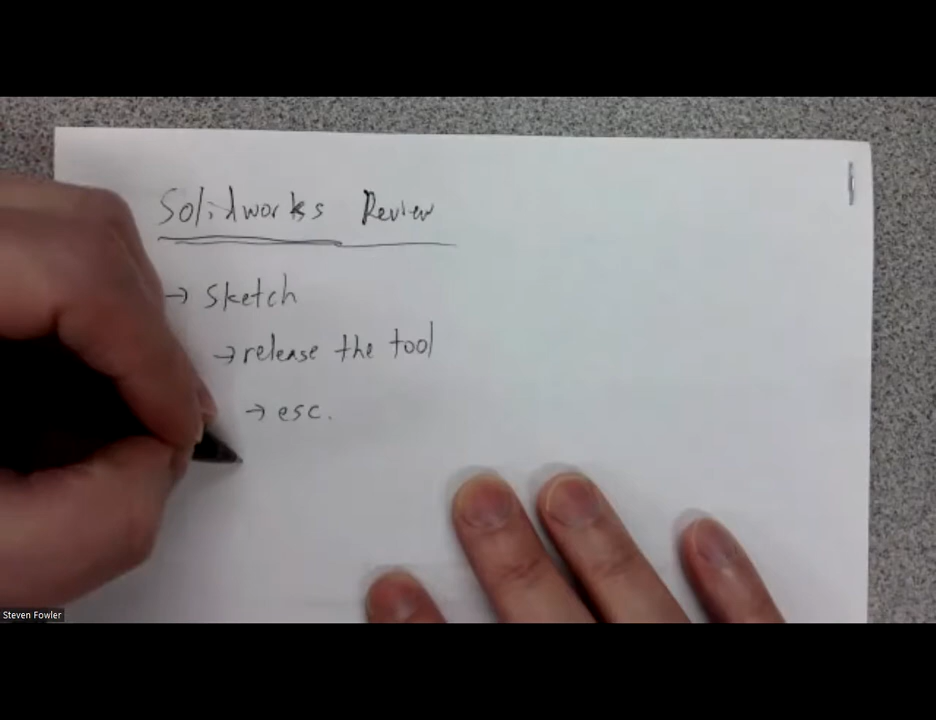 Solidworks Review
→ Sketch
→ release the tool
→ esc.
Steven Fowler